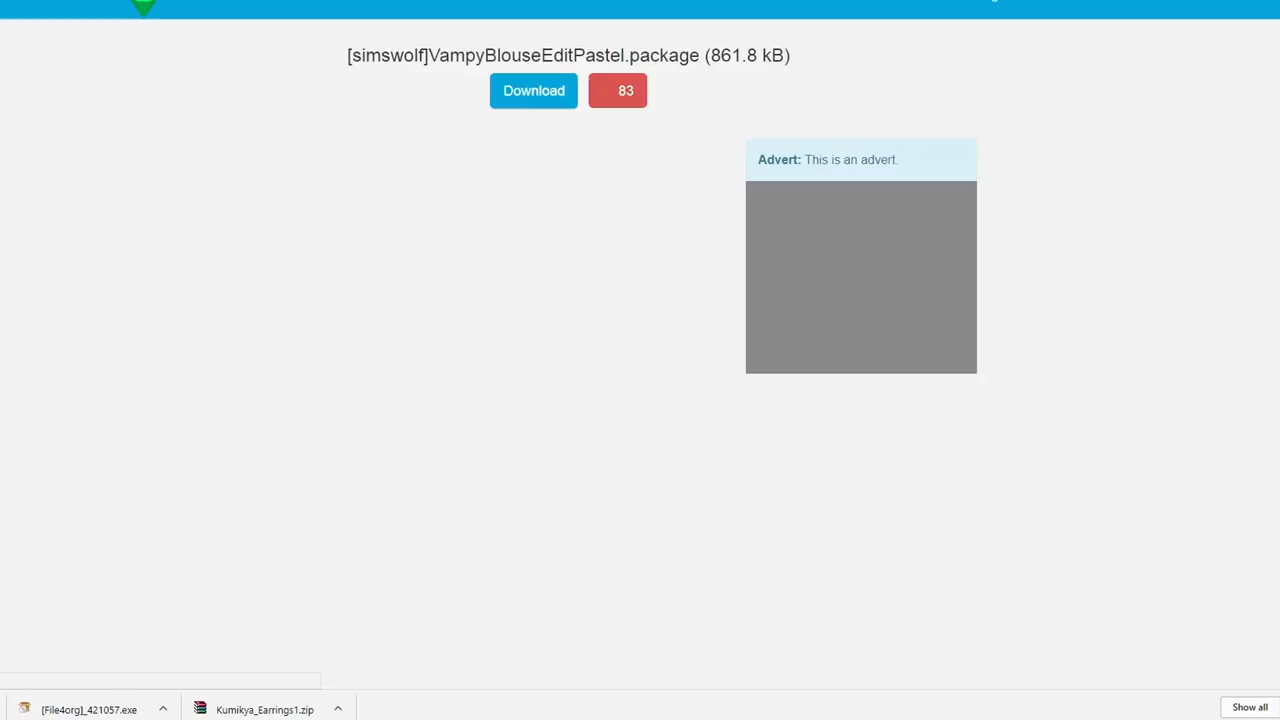 [simswolf]VampyBlouseEditPastel.package (861.8 kB)
Download 83
Advert: This is an advert.
[File4org]_421057.exe Kumikya_Earrings1.zip Show all